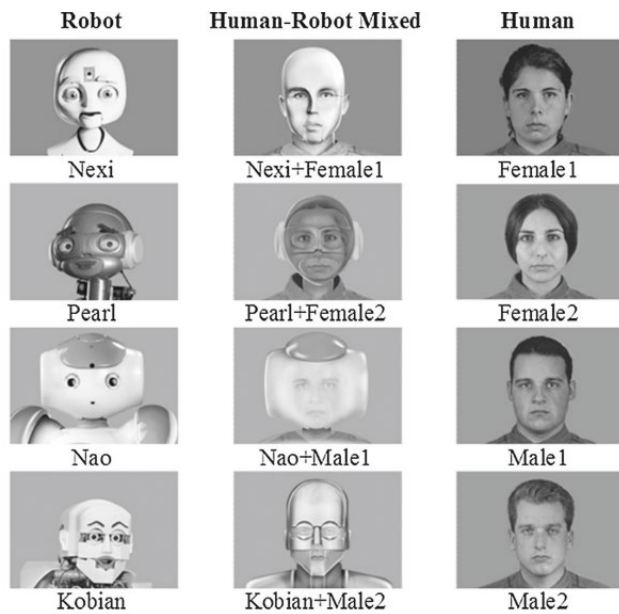 Robot Human-Robot Mixed Human
Nexi Nexi+Female1 Female1
Pearl Pearl+Female2 Female2
Nao Nao+Male1 Male1
Kobian Kobian+Male2 Male2